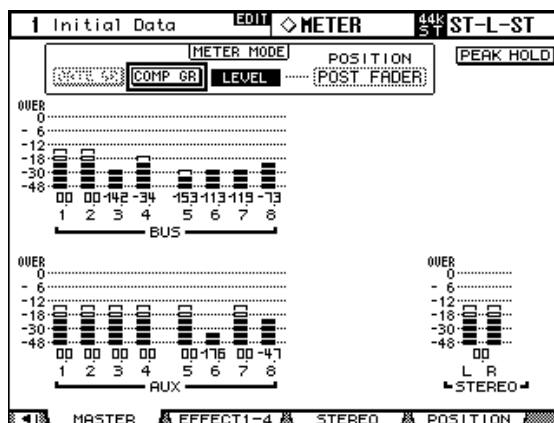 1 Initial Data EDIT ◇METER 44k ST ST-L-ST
METER MODE POSITION PEAK HOLD
GATE GR COMP GR LEVEL POST FADER
OVER
0
- 6
-12
-18
-30
-48
00 00 -142 -34 -153 -113 -119 -73
1 2 3 4 5 6 7 8
BUS
OVER OVER
0 0
- 6 - 6
-12 -12
-18 -18
-30 -30
-48 -48
00 00 00 00 00 -176 00 -47 00
1 2 3 4 5 6 7 8 L R
AUX STEREO
MASTER EFFECT1-4 STEREO POSITION